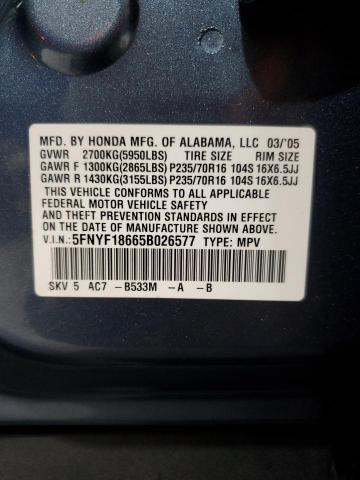 MFD. BY HONDA MFG. OF ALABAMA, LLC 03/'05
GVWR 2700KG(5950LBS) TIRE SIZE RIM SIZE
GAWR F 1300KG(2865LBS) P235/70R16 104S 16X6.5JJ
GAWR R 1430KG(3155LBS) P235/70R16 104S 16X6.5JJ
THIS VEHICLE CONFORMS TO ALL APPLICABLE
FEDERAL MOTOR VEHICLE SAFETY STANDARDS IN
EFFECT ON THE DATE OF MANUFACTURE SHOWN ABOVE.
V.I.N.: 5FNYF18665B026577 TYPE: MPV
SKV 5 AC7 -B533M -A -B